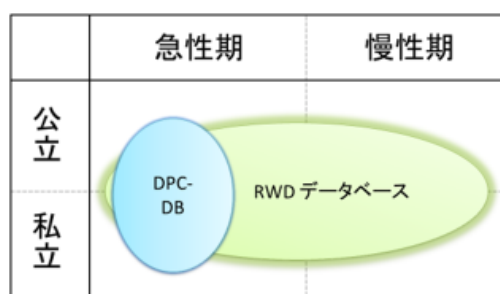 急性期
慢性期
公立
私立
DPC-
DB
RWD データベース